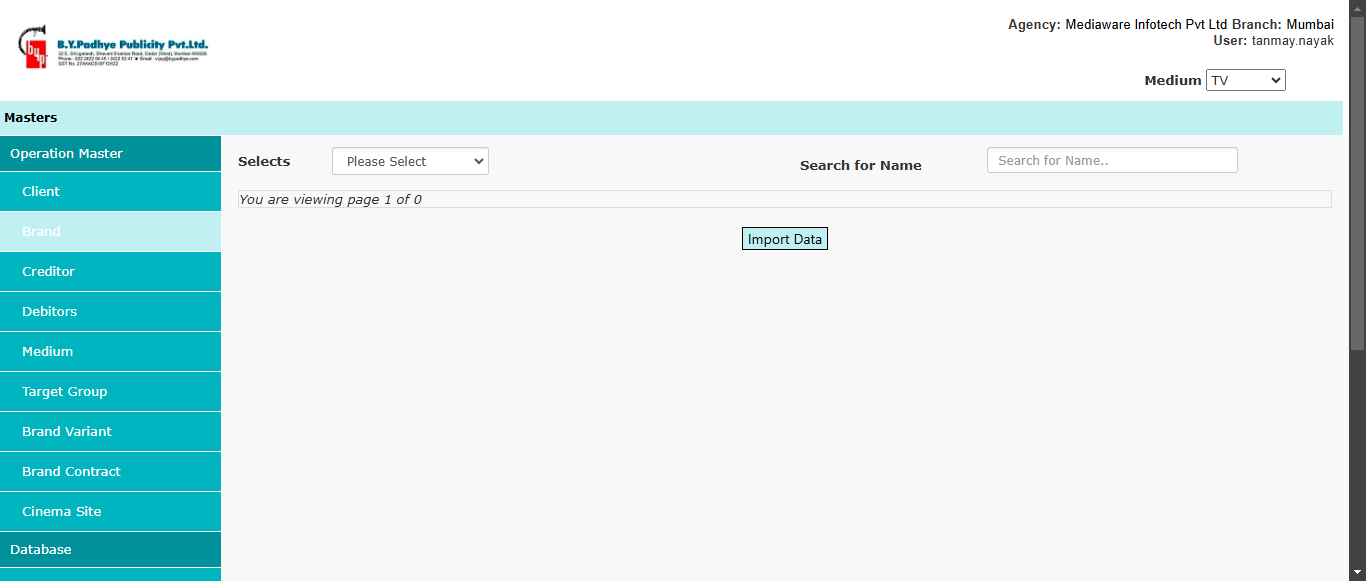 Agency: Mediaware Infotech Pvt Ltd Branch: Mumbai
User: tanmay.nayak
byp
B.Y.Padhye Publicity Pvt.Ltd.
Medium TV
Masters
Operation Master
Client
Brand
Creditor
Debitors
Medium
Target Group
Brand Variant
Brand Contract
Cinema Site
Database
Selects Please Select
Search for Name Search for Name..
You are viewing page 1 of 0
Import Data